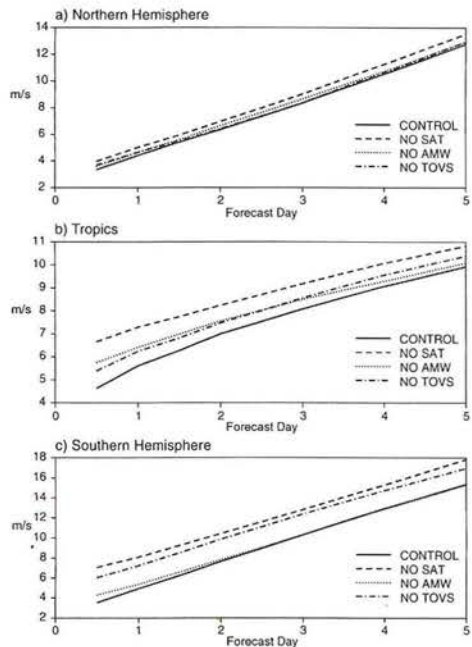 a) Northern Hemisphere
14
12
10
m/s
8
6
4
2
CONTROL
NO SAT
NO AMW
NO TOVS
0 1 2 3 4 5
Forecast Day
b) Tropics
11
10
9
m/s
8
7
6
5
4
CONTROL
NO SAT
NO AMW
NO TOVS
0 1 2 3 4 5
Forecast Day
c) Southern Hemisphere
18
16
14
12
m/s
10
8
6
4
2
CONTROL
NO SAT
NO AMW
NO TOVS
0 1 2 3 4 5
Forecast Day